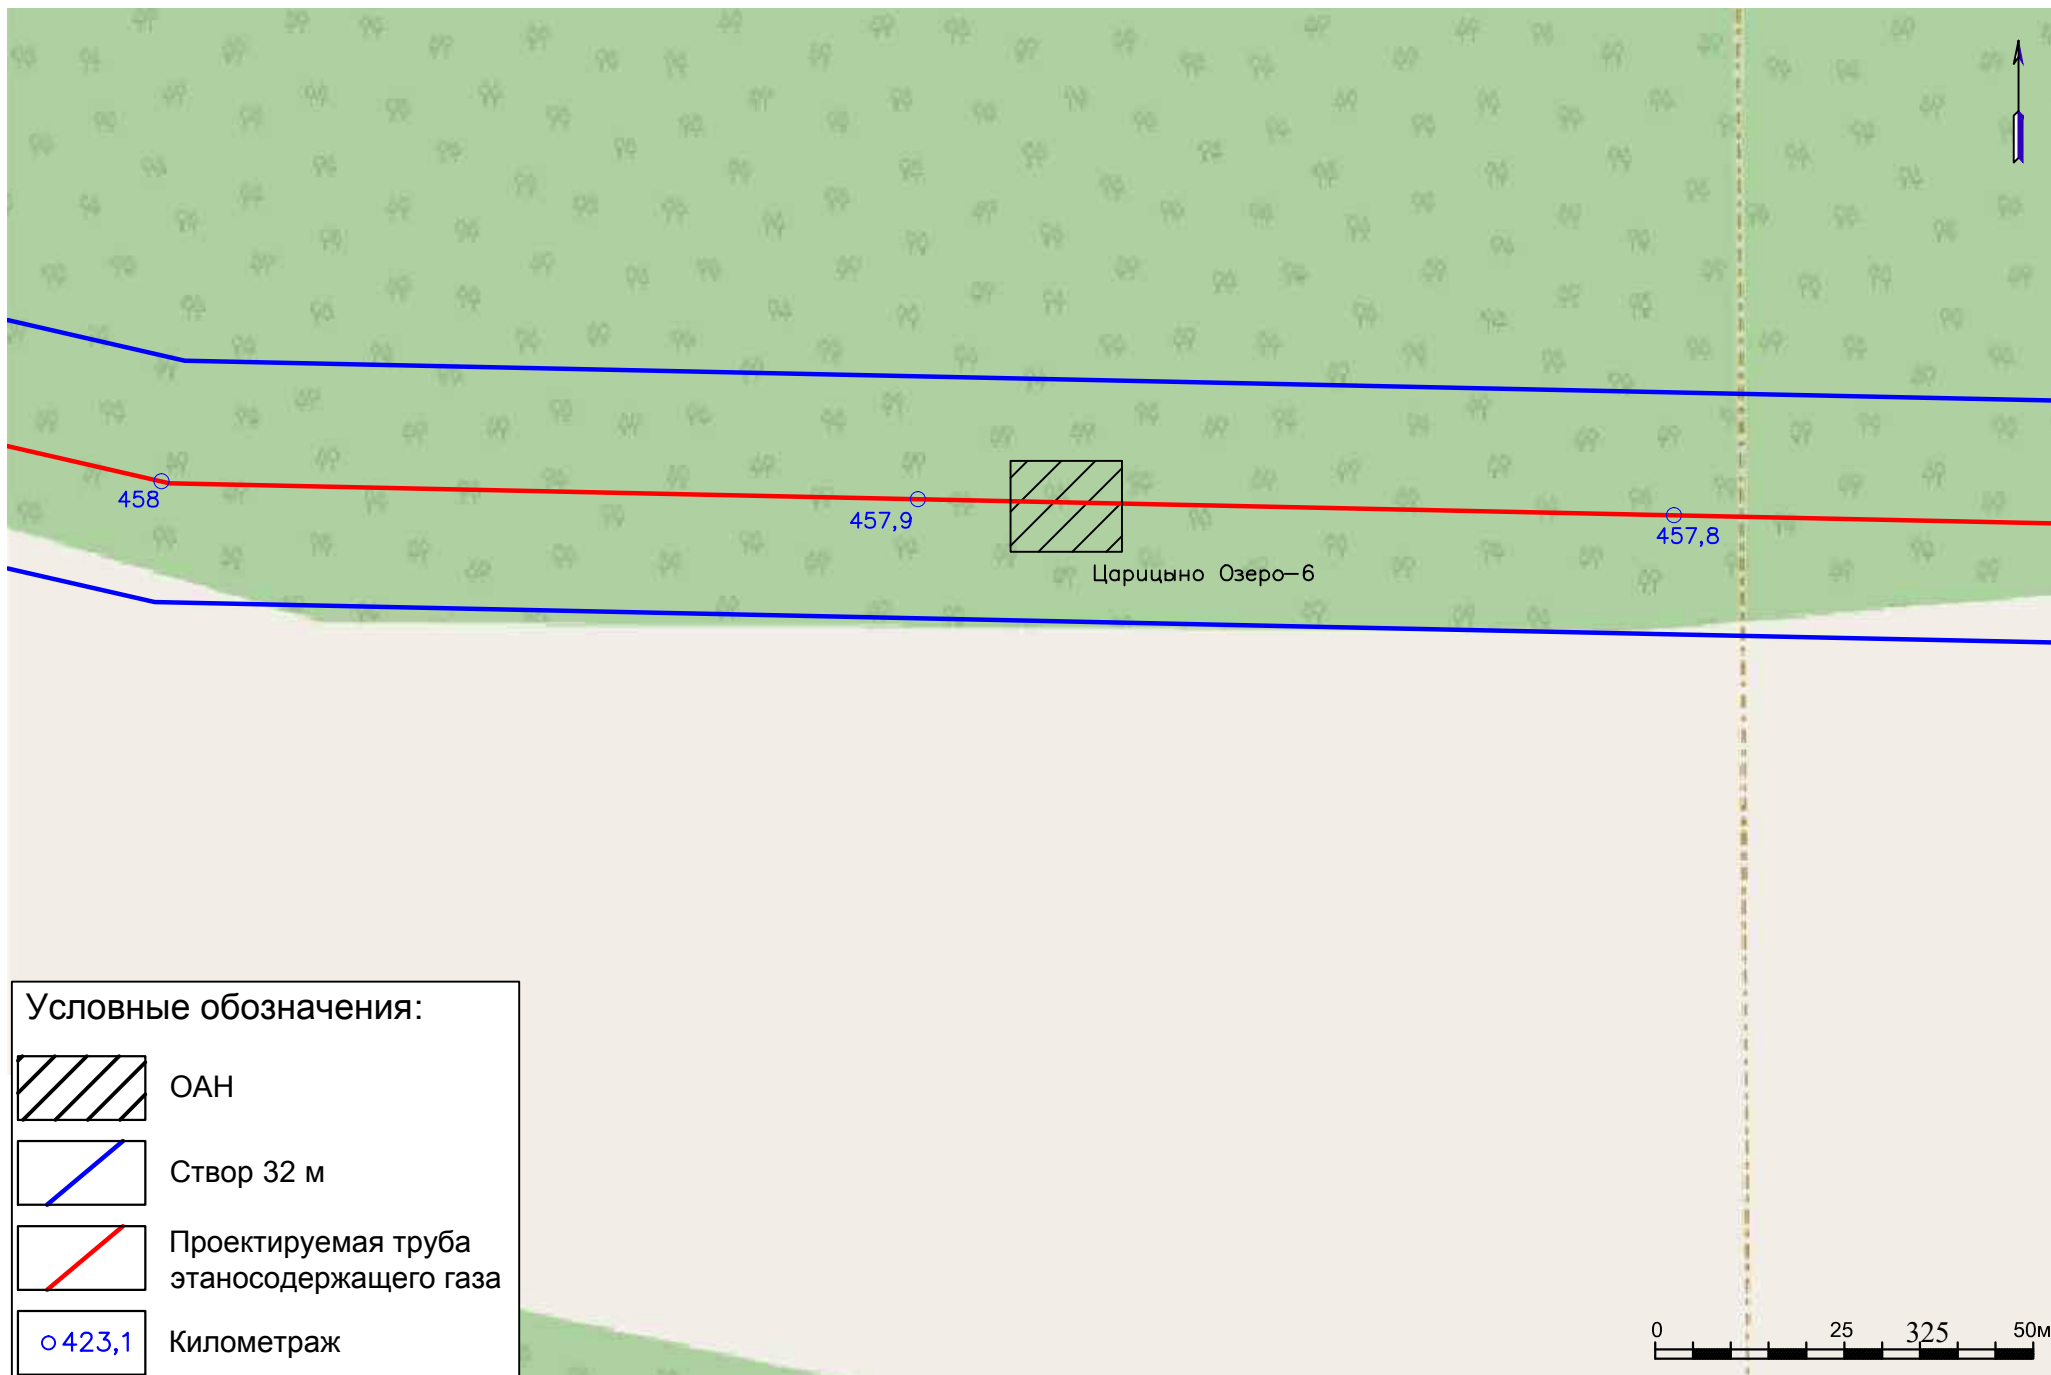 458
457,9
457,8
Царицыно Озеро-6
Условные обозначения:
ОАН
Створ 32 м
Проектируемая труба
этаносодержащего газа
423,1 Километраж
0 25 325 50м